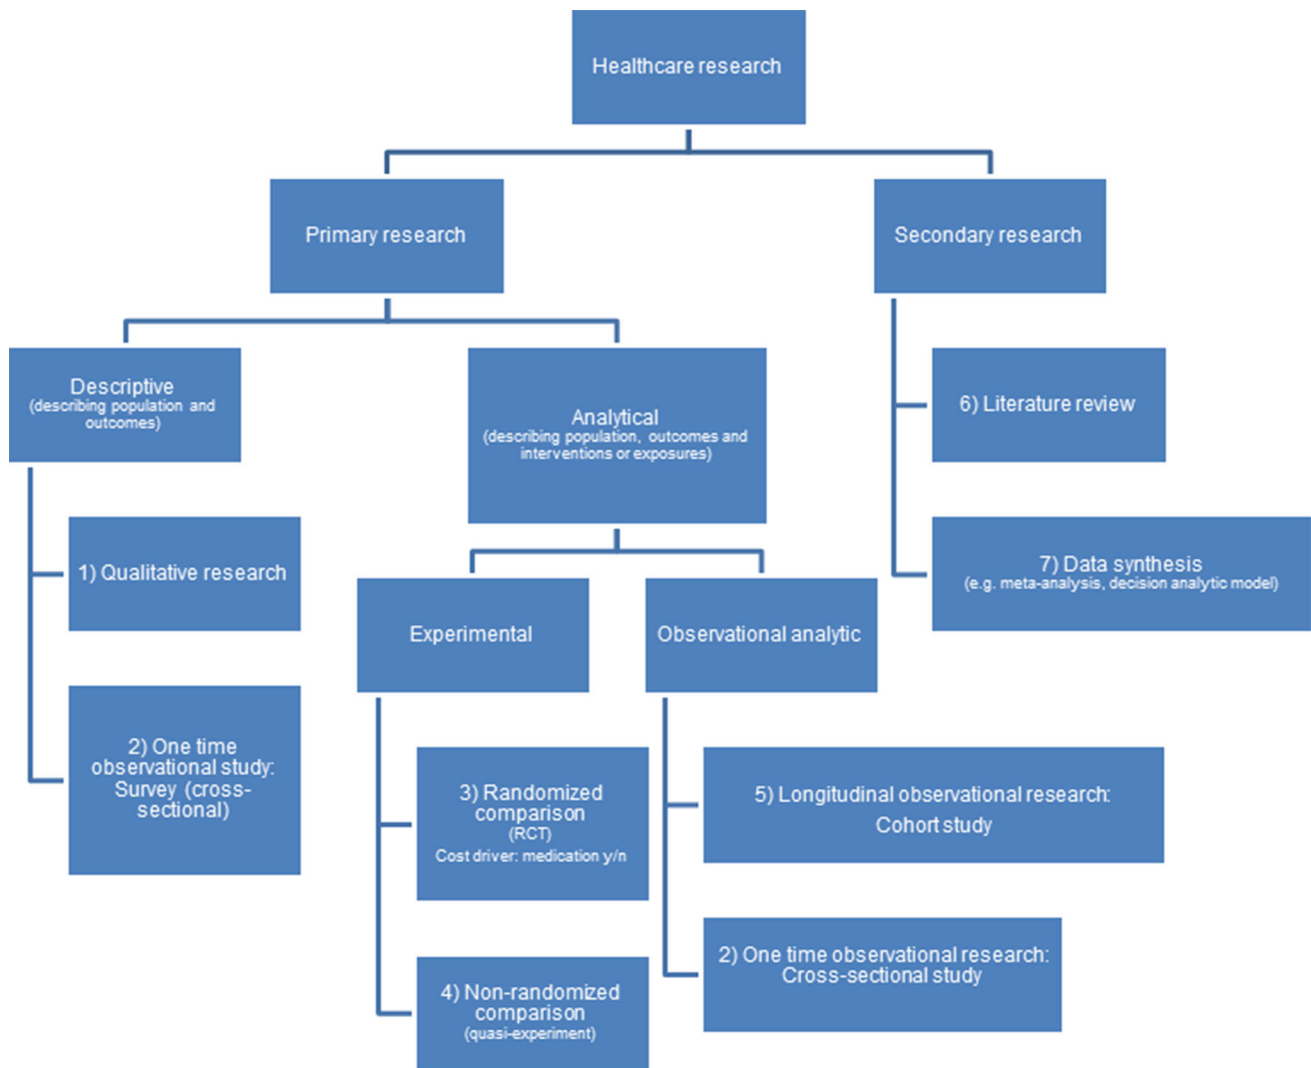 Healthcare research
Primary research
Secondary research
Descriptive
(describing population and
outcomes)
Analytical
(describing population, outcomes and
interventions or exposures)
6) Literature review
1) Qualitative research
7) Data synthesis
(e.g. meta-analysis, decision analytic model)
Experimental
Observational analytic
2) One time
observational study:
Survey (cross-
sectional)
3) Randomized
comparison
(RCT)
Cost driver: medication y/n
5) Longitudinal observational research:
Cohort study
4) Non-randomized
comparison
(quasi-experiment)
2) One time observational research:
Cross-sectional study